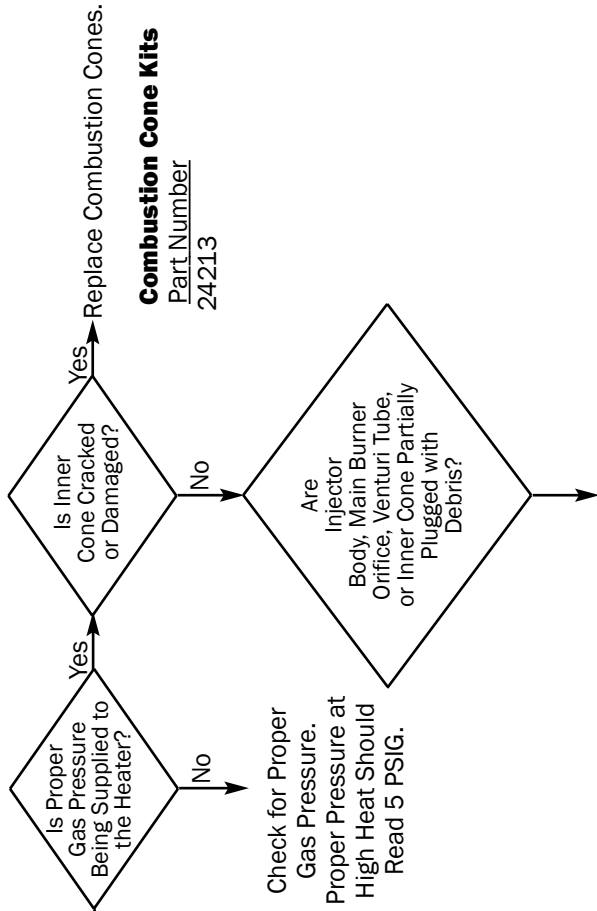 Is Proper
Gas Pressure
Being Supplied to
the Heater?
Yes
No
Check for Proper
Gas Pressure.
Proper Pressure at
High Heat Should
Read 5 PSIG.
Is Inner
Cone Cracked
or Damaged?
Yes
Replace Combustion Cones.
Combustion Cone Kits
Part Number
24213
No
Are
Injector
Body, Main Burner
Orifice, Venturi Tube,
or Inner Cone Partially
Plugged with
Debris?